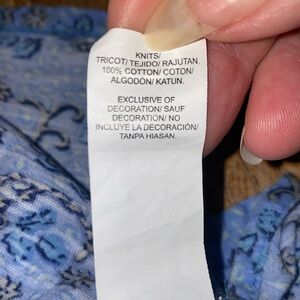 KNITS/
TRICOT/ TEJIDO/ RAJUTAN.
100% COTTON/ COTON/
ALGODÓN/ KATUN.
EXCLUSIVE OF
DECORATION/ SAUF
DECORATION/ NO
INCLUYE LA DECORACIÓN/
TANPA HIASAN.